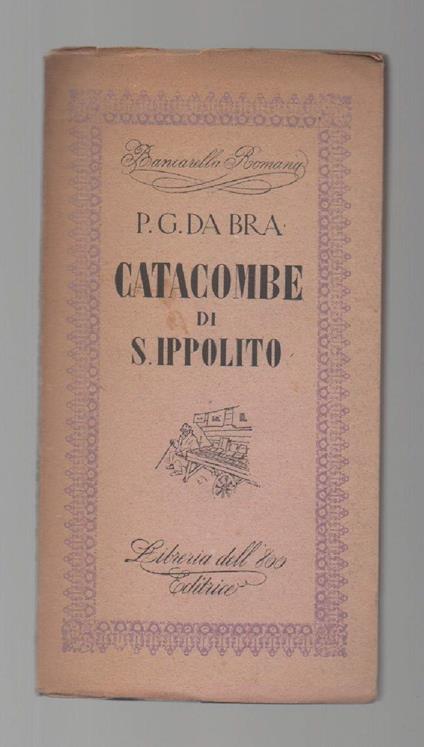 Bancarella Romana
P. G. DA BRA
CATACOMBE
DI
S. IPPOLITO
Libreria dell'800
Editrice